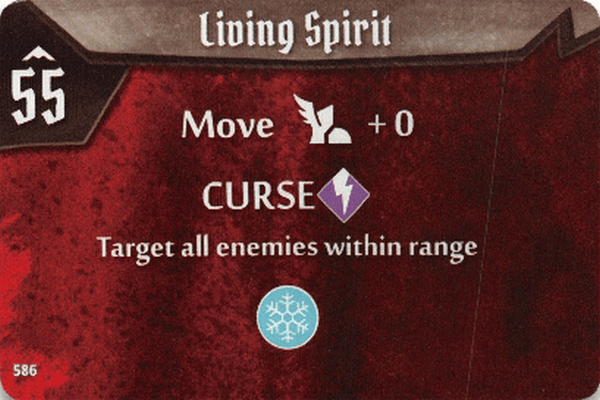 Living Spirit
55
Move + 0
CURSE
Target all enemies within range
586